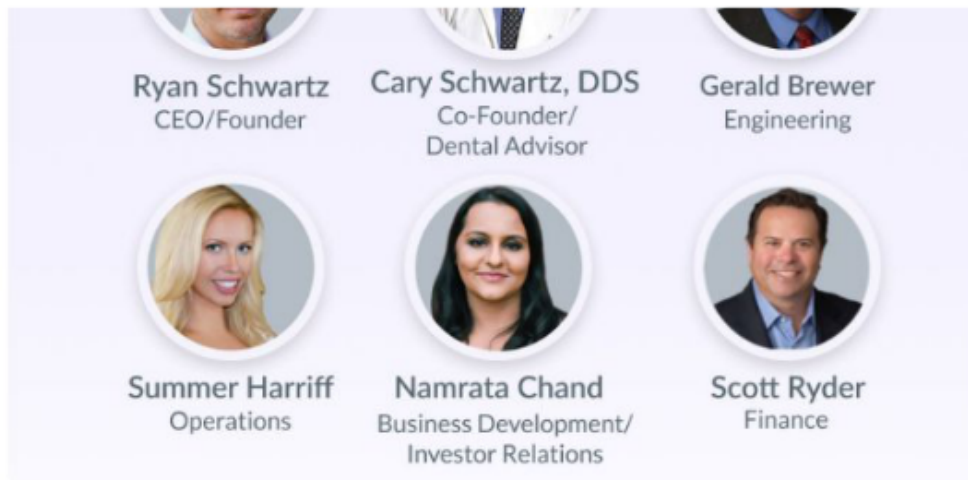 Ryan Schwartz
CEO/Founder
Cary Schwartz, DDS
Co-Founder/
Dental Advisor
Gerald Brewer
Engineering
Summer Harriff
Operations
Namrata Chand
Business Development/
Investor Relations
Scott Ryder
Finance